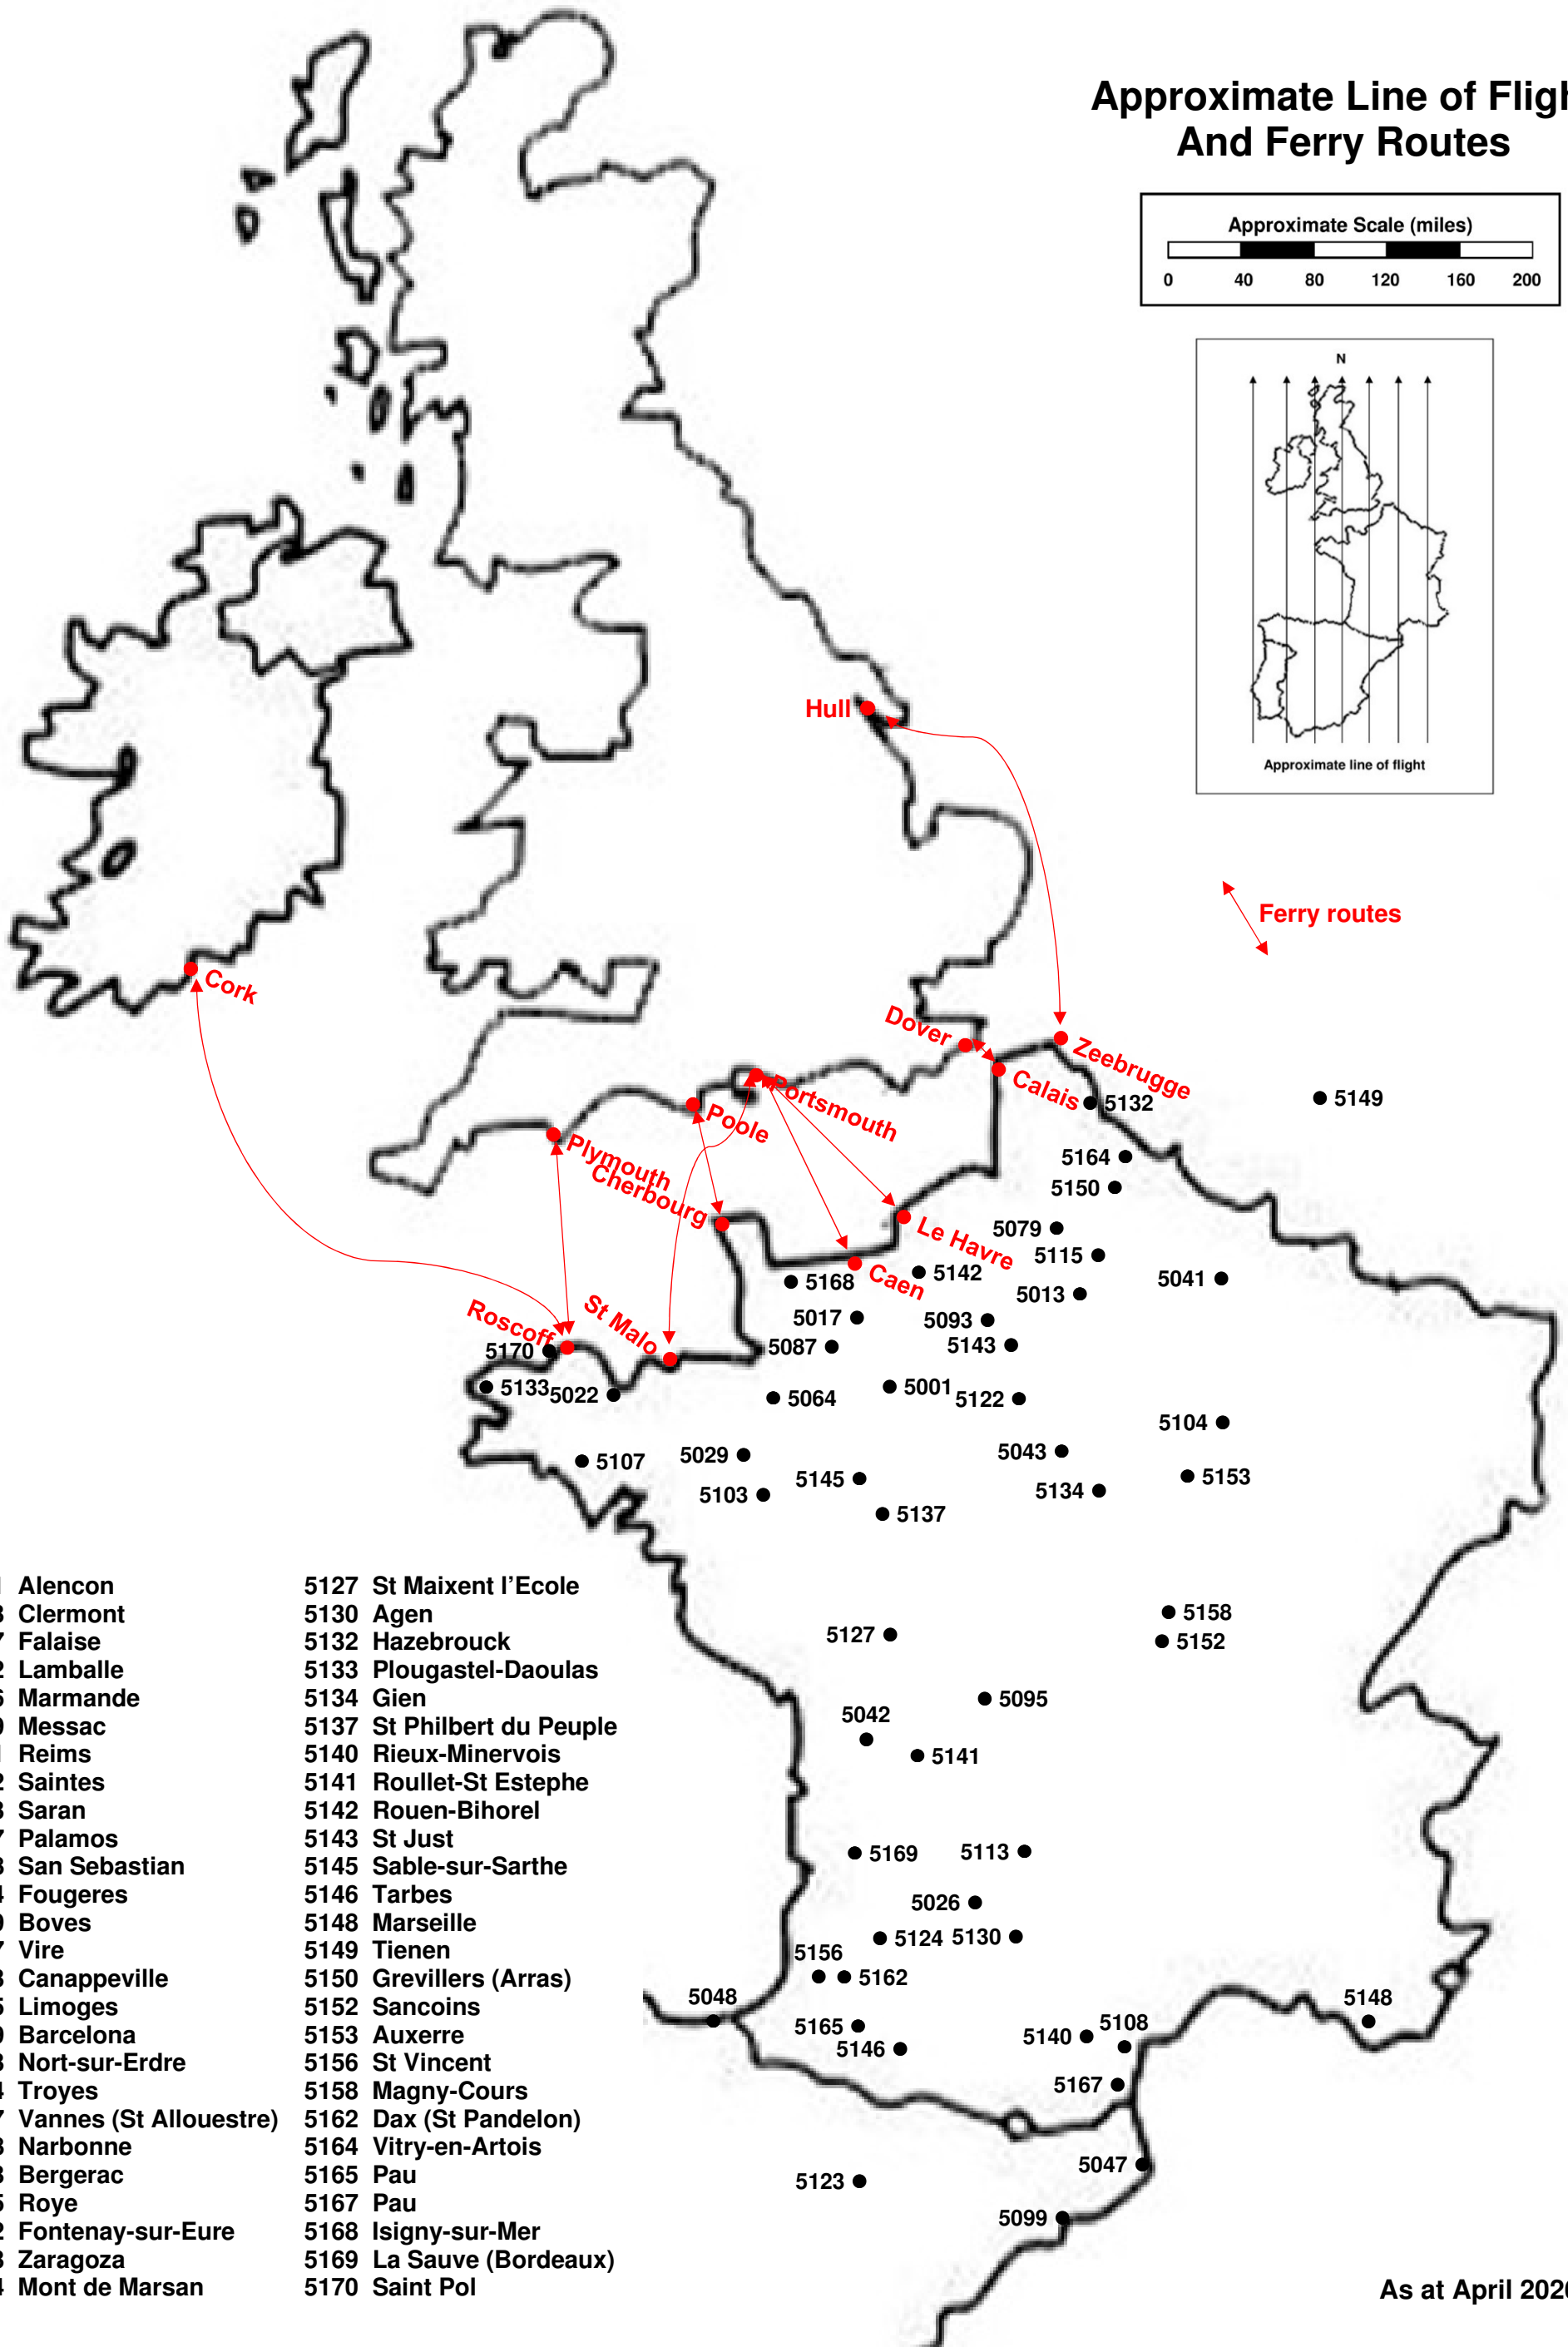 Approximate Line of Fligh
And Ferry Routes
Approximate Scale (miles)
0 40 80 120 160 200
N
Approximate line of flight
Hull
Ferry routes
Cork
Dover
Zeebrugge
Calais
Portsmouth
Poole
Plymouth
Cherbourg
Le Havre
Caen
Roscoff
St Malo
5132
5149
5164
5150
5079
5115
5041
5168
5142
5013
5017
5093
5087
5143
5170
5133
5022
5064
5001
5122
5104
5107
5029
5043
5145
5153
5103
5134
5137
5127
5158
5152
5095
5042
5141
5169
5113
5026
5124
5130
5156
5162
5048
5148
5165
5108
5140
5146
5167
5047
5123
5099
Alencon
Clermont
Falaise
Lamballe
Marmande
Messac
Reims
Saintes
Saran
Palamos
San Sebastian
Fougeres
Boves
Vire
Canappeville
Limoges
Barcelona
Nort-sur-Erdre
Troyes
Vannes (St Allouestre)
Narbonne
Bergerac
Roye
Fontenay-sur-Eure
Zaragoza
Mont de Marsan
5127 St Maixent l’Ecole
5130 Agen
5132 Hazebrouck
5133 Plougastel-Daoulas
5134 Gien
5137 St Philbert du Peuple
5140 Rieux-Minervois
5141 Roullet-St Estephe
5142 Rouen-Bihorel
5143 St Just
5145 Sable-sur-Sarthe
5146 Tarbes
5148 Marseille
5149 Tienen
5150 Grevillers (Arras)
5152 Sancoins
5153 Auxerre
5156 St Vincent
5158 Magny-Cours
5162 Dax (St Pandelon)
5164 Vitry-en-Artois
5165 Pau
5167 Pau
5168 Isigny-sur-Mer
5169 La Sauve (Bordeaux)
5170 Saint Pol
As at April 2020